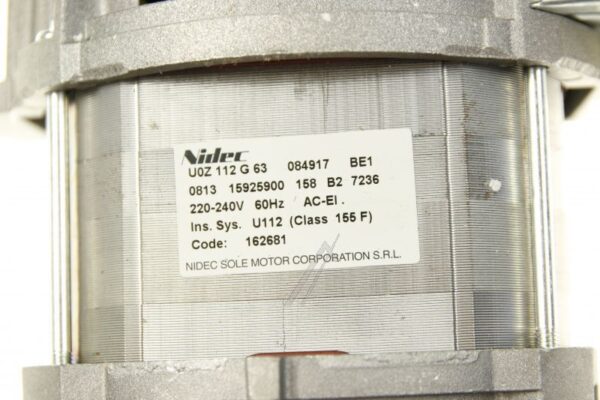 Nidec
U0Z 112 G 63 084917 BE1
0813 15925900 158 B2 7236
220-240V 60Hz AC-EI .
Ins. Sys. U112 (Class 155 F)
Code: 162681
NIDEC SOLE MOTOR CORPORATION S.R.L.